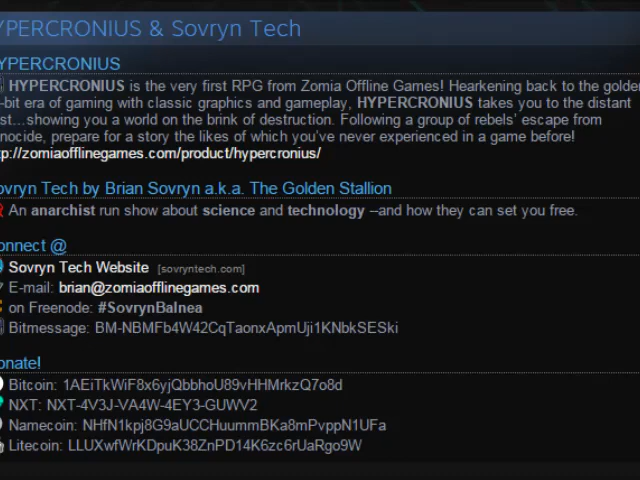 YPERCRONIUS & Sovryn Tech
YPERCRONIUS
HYPERCRONIUS is the very first RPG from Zomia Offline Games! Hearkening back to the golden
-bit era of gaming with classic graphics and gameplay, HYPERCRONIUS takes you to the distant
st...showing you a world on the brink of destruction. Following a group of rebels' escape from
nocide, prepare for a story the likes of which you've never experienced in a game before!
tp://zomiaofflinegames.com/product/hypercronius/
ovryn Tech by Brian Sovryn a.k.a. The Golden Stallion
An anarchist run show about science and technology --and how they can set you free.
onnect @
Sovryn Tech Website [sovryntech.com]
E-mail: brian@zomiaofflinegames.com
on Freenode: #SovrynBalnea
Bitmessage: BM-NBMFb4W42CqTaonxApmUji1KNbkSESki
onate!
Bitcoin: 1AEiTkWiF8x6yjQbbhoU89vHHMrkzQ7o8d
NXT: NXT-4V3J-VA4W-4EY3-GUWV2
Namecoin: NHfN1kpj8G9aUCCHuummBKa8mPvppN1UFa
Litecoin: LLUXwfWrKDpuK38ZnPD14K6zc6rUaRgo9W